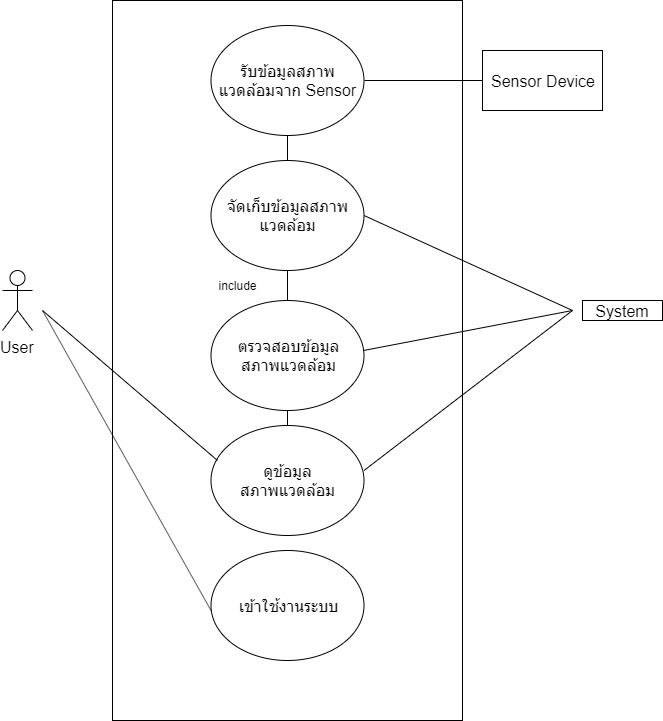 รับข้อมูลสภาพ
แวดล้อมจาก Sensor
Sensor Device
จัดเก็บข้อมูลสภาพ
แวดล้อม
include
System
User
ตรวจสอบข้อมูล
สภาพแวดล้อม
ดูข้อมูล
สภาพแวดล้อม
เข้าใช้งานระบบ